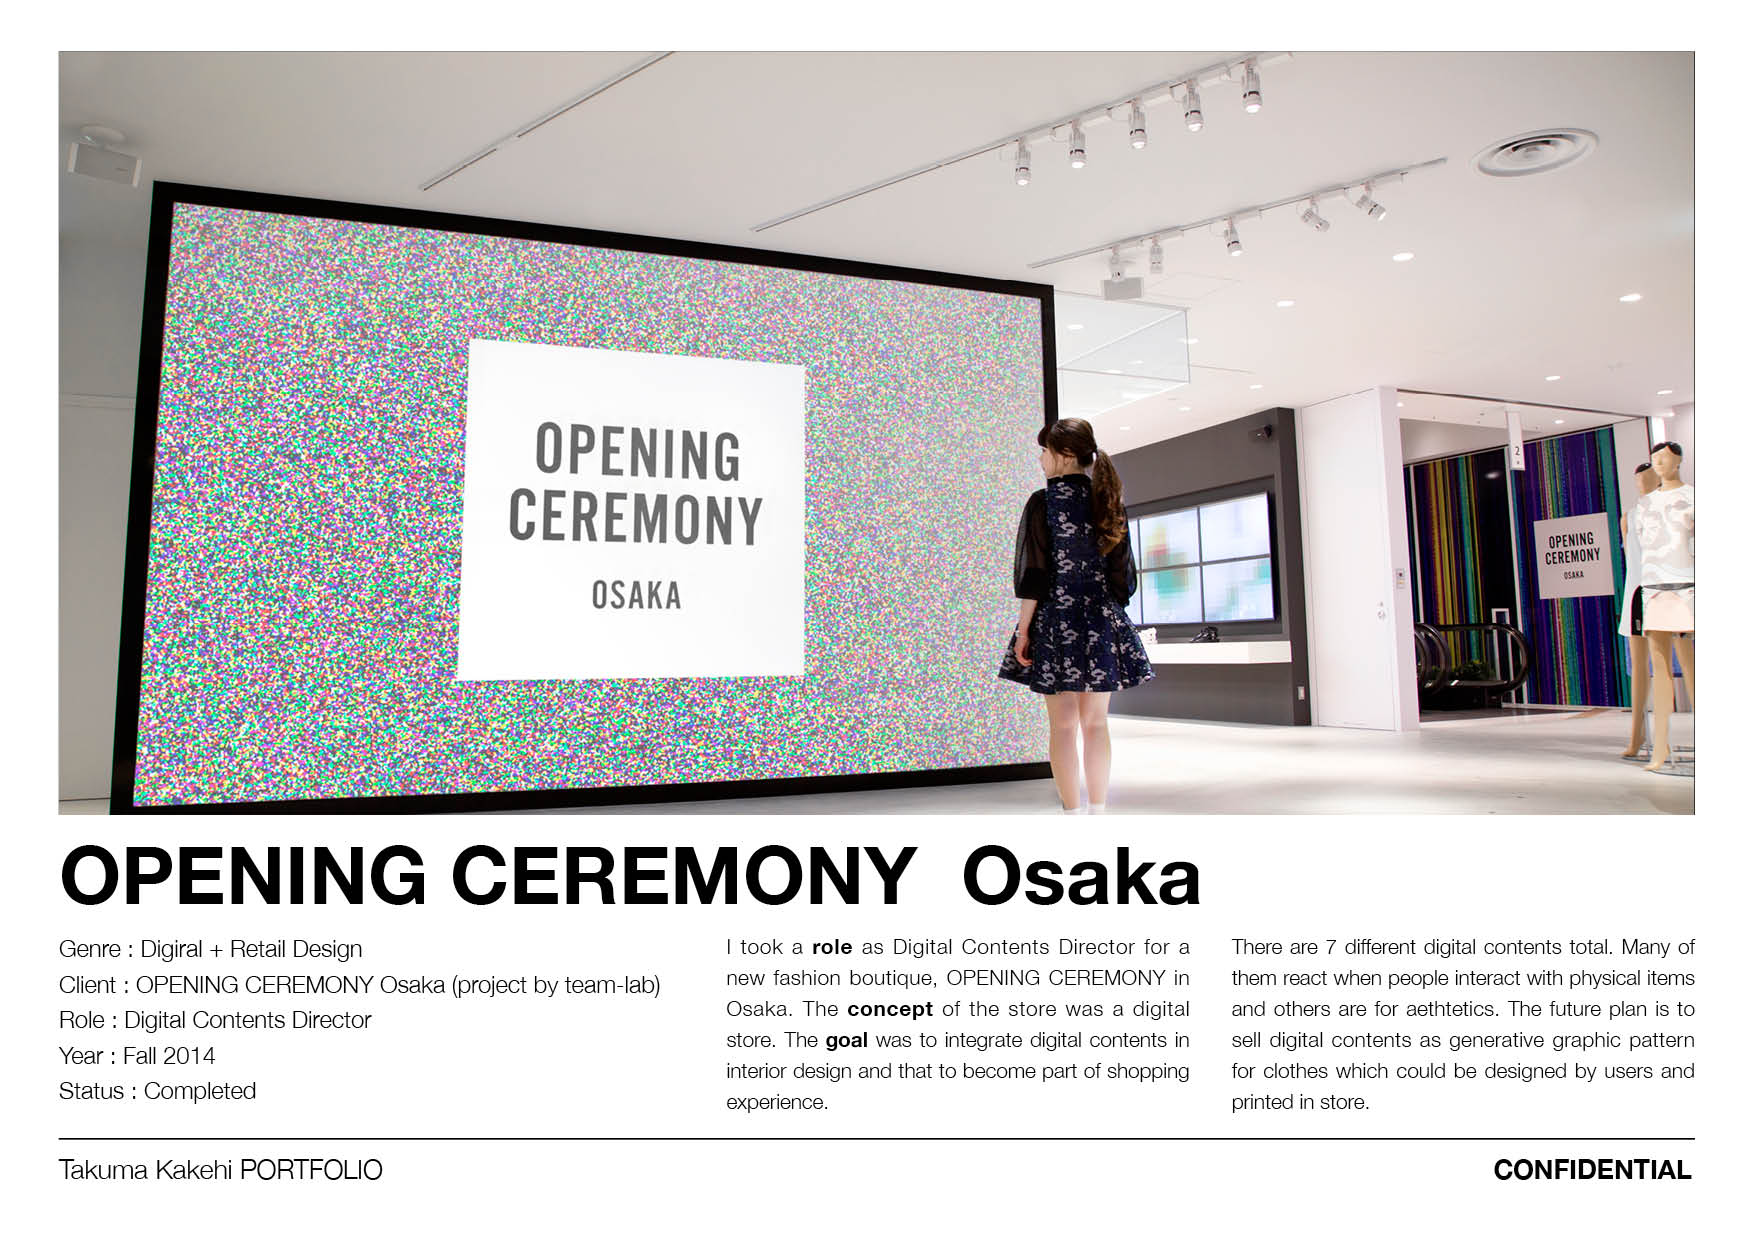 OPENING
CEREMONY
OSAKA
2
OPENING
CEREMONY
OSAKA
OPENING CEREMONY Osaka
Genre : Digiral + Retail Design
Client : OPENING CEREMONY Osaka (project by team-lab)
Role : Digital Contents Director
Year : Fall 2014
Status : Completed
I took a role as Digital Contents Director for a
new fashion boutique, OPENING CEREMONY in
Osaka. The concept of the store was a digital
store. The goal was to integrate digital contents in
interior design and that to become part of shopping
experience.
There are 7 different digital contents total. Many of
them react when people interact with physical items
and others are for aethtetics. The future plan is to
sell digital contents as generative graphic pattern
for clothes which could be designed by users and
printed in store.
Takuma Kakehi PORTFOLIO
CONFIDENTIAL